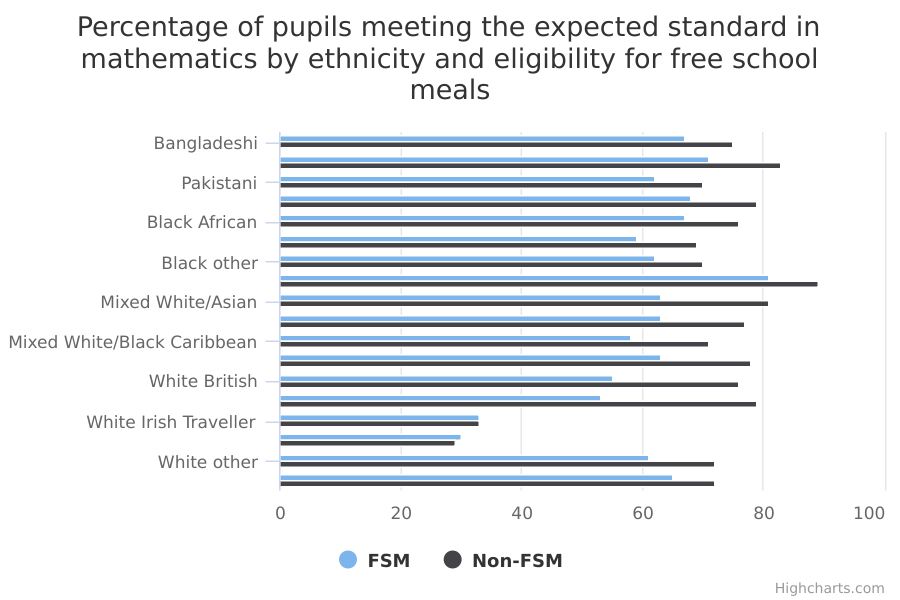 Percentage of pupils meeting the expected standard in
mathematics by ethnicity and eligibility for free school
meals
Bangladeshi
Pakistani
Black African
Black other
Mixed White/Asian
Mixed White/Black Caribbean
White British
White Irish Traveller
White other
0 20 40 60 80 100
FSM Non-FSM
Highcharts.com